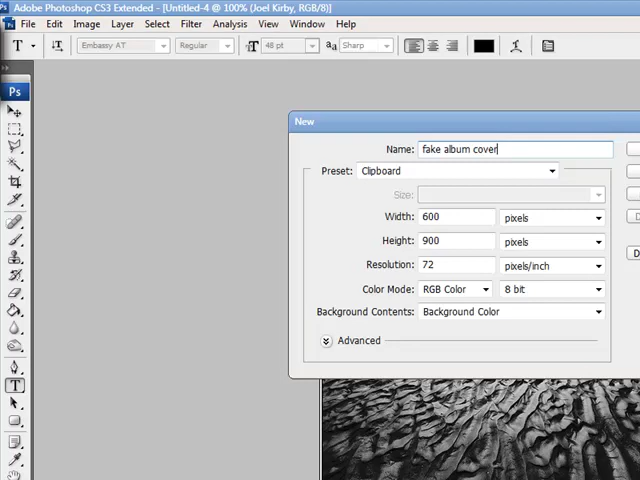 Adobe Photoshop CS3 Extended - [Untitled-4 @ 100% (Joel Kirby, RGB/8)]
File Edit Image Layer Select Filter Analysis View Window Help
T T Embassy AT Regular T 48 pt aa Sharp
Ps
New
Name: fake album cover
Preset: Clipboard
Size:
Width: 600 pixels
Height: 900 pixels
Resolution: 72 pixels/inch
Color Mode: RGB Color 8 bit
Background Contents: Background Color
Advanced
T